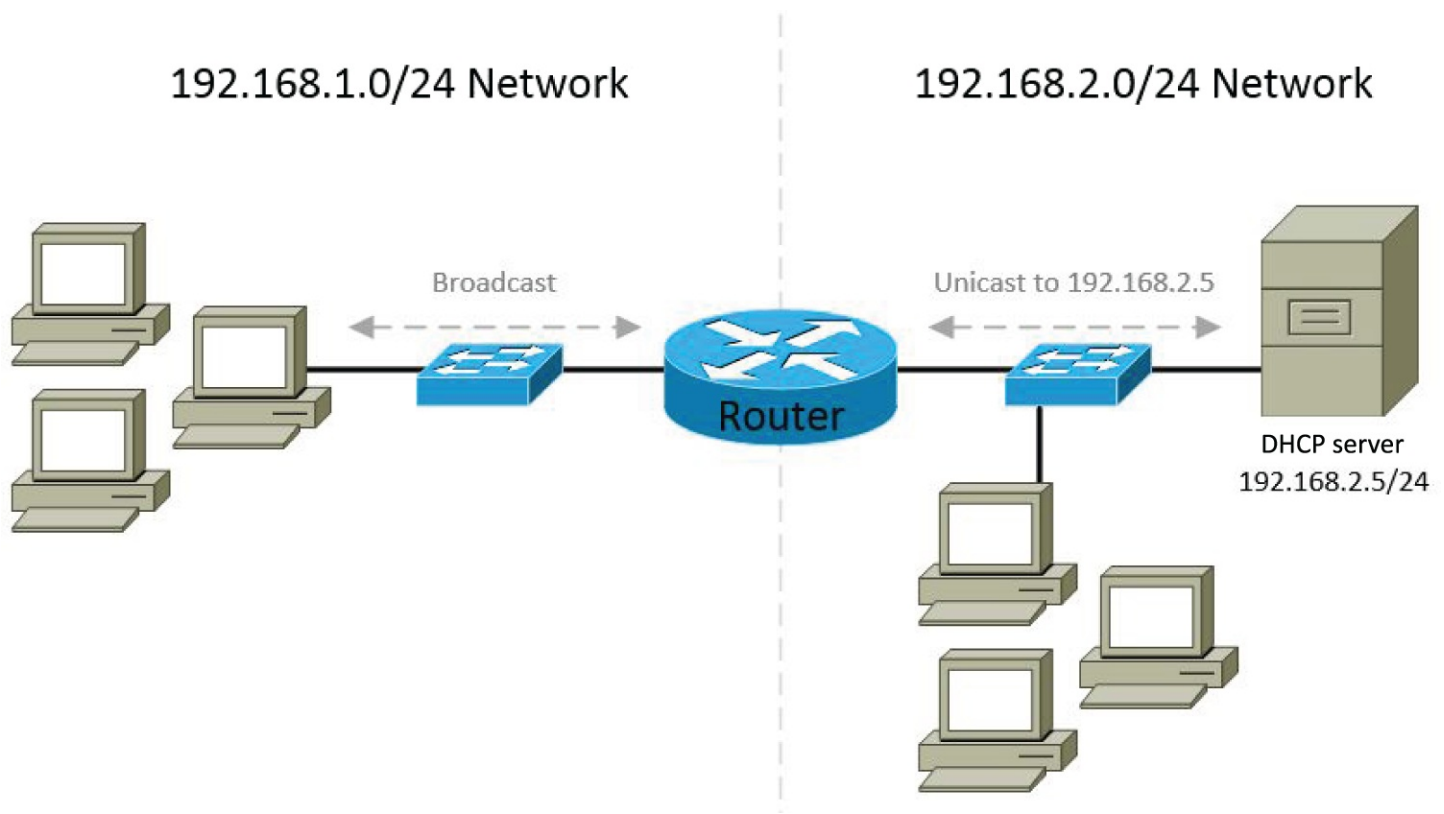 192.168.1.0/24 Network
192.168.2.0/24 Network
Broadcast
Unicast to 192.168.2.5
Router
DHCP server
192.168.2.5/24